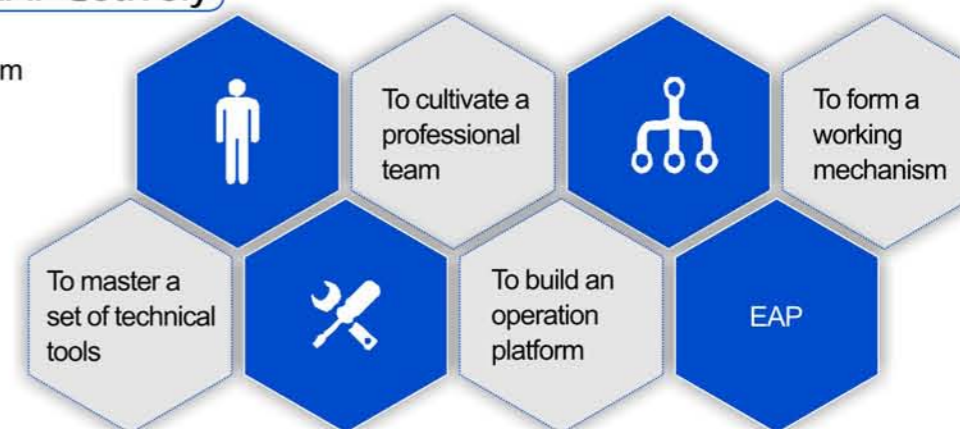 To cultivate a
professional
team
To form a
working
mechanism
To master a
set of technical
tools
To build an
operation
platform
EAP